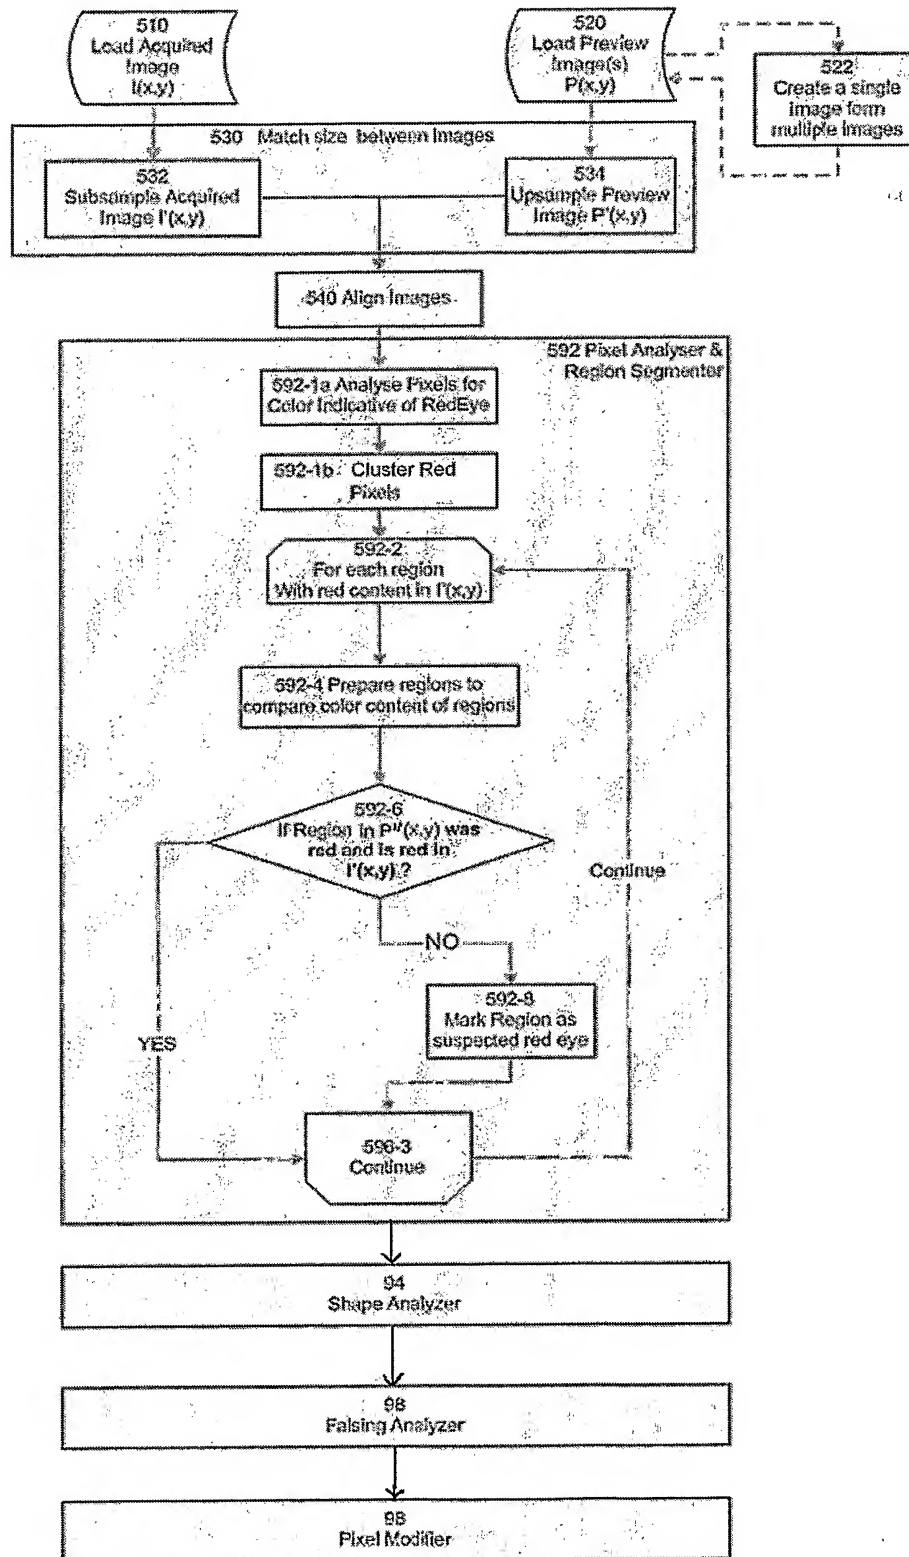 510
Load Acquired
Image
I(x,y)
520
Load Preview
Image(s)
P(x,y)
522
Create a single
image form
multiple images
530 Match size between Images
532
Subsample Acquired
Image I'(x,y)
534
Upsample Preview
Image P'(x,y)
540 Align Images
592 Pixel Analyser &
Region Segmenter
592-1a Analyse Pixels for
Color Indicative of RedEye
592-1b Cluster Red
Pixels
592-2
For each region
With red content in I'(x,y)
592-4 Prepare regions to
compare color content of regions
592-6
If Region in P"(x,y) was
red and is red in
I'(x,y) ?
Continue
NO
592-8
Mark Region as
suspected red eye
YES
596-3
Continue
94
Shape Analyzer
98
Falsing Analyzer
98
Pixel Modifier